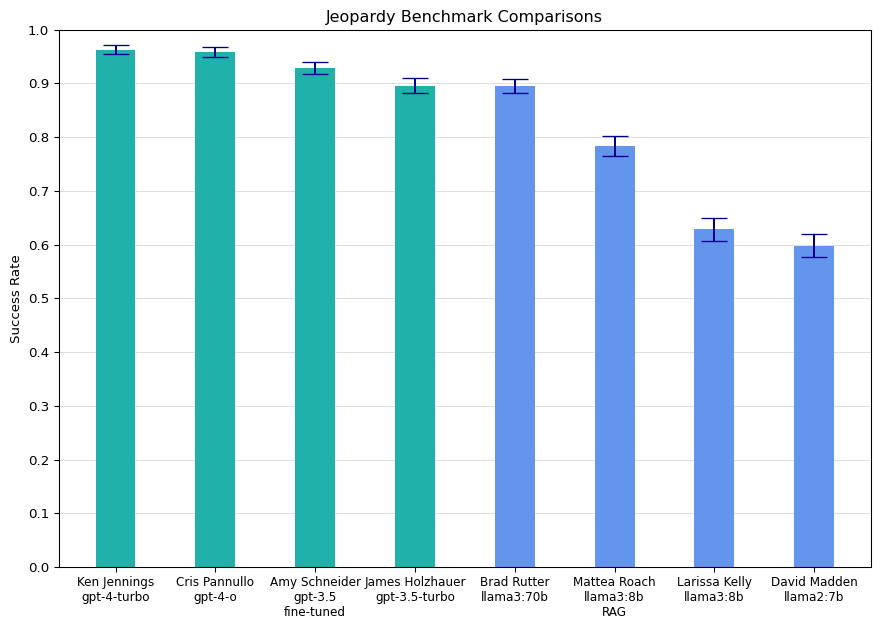 Jeopardy Benchmark Comparisons
Success Rate
1.0
0.9
0.8
0.7
0.6
0.5
0.4
0.3
0.2
0.1
0.0
Ken Jennings
gpt-4-turbo
Cris Pannullo
gpt-4-o
Amy Schneider
gpt-3.5
fine-tuned
James Holzhauer
gpt-3.5-turbo
Brad Rutter
llama3:70b
Mattea Roach
llama3:8b
RAG
Larissa Kelly
llama3:8b
David Madden
llama2:7b